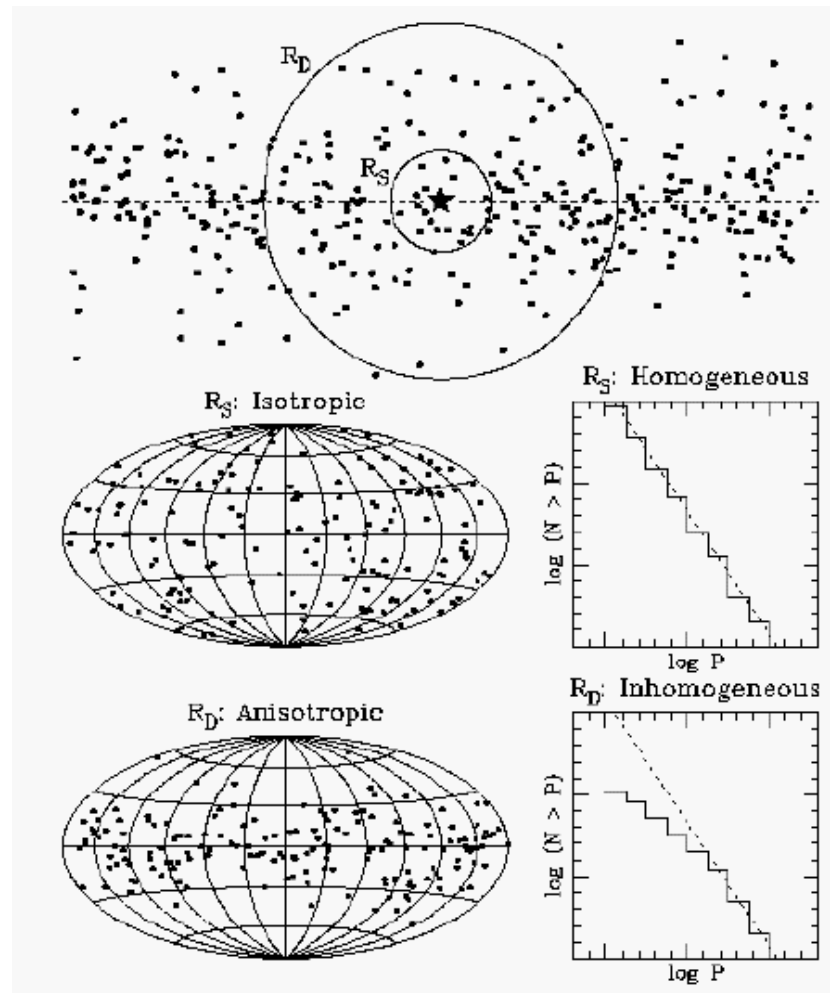 R_D
R_S
R_S: Isotropic
R_S: Homogeneous
log (N > P)
log P
R_D: Anisotropic
R_D: Inhomogeneous
log (N > P)
log P